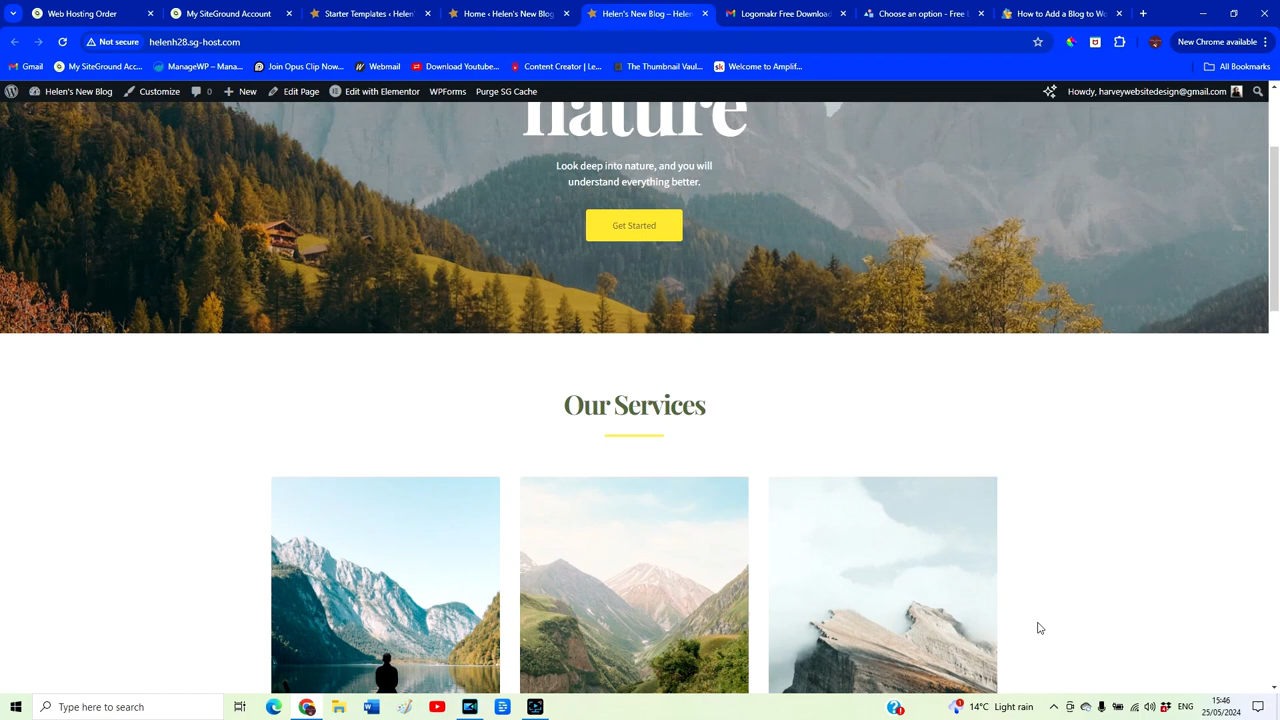 Web Hosting Order
My SiteGround Account
Starter Templates ‹ Helen'
Home ‹ Helen's New Blog
Helen's New Blog – Helen
Logomakr Free Download
Choose an option - Free L
How to Add a Blog to Wo
Not secure
helenh28.sg-host.com
New Chrome available
Gmail
My SiteGround Acc...
ManageWP – Mana...
Join Opus Clip Now...
Webmail
Download Youtube...
Content Creator | Le...
The Thumbnail Vaul...
Welcome to Amplif...
All Bookmarks
Helen's New Blog
Customize
0
New
Edit Page
Edit with Elementor
WPForms
Purge SG Cache
Howdy, harveywebsitedesign@gmail.com
nature
Look deep into nature, and you will
understand everything better.
Get Started
Our Services
Type here to search
14°C Light rain
ENG
15:46
25/05/2024